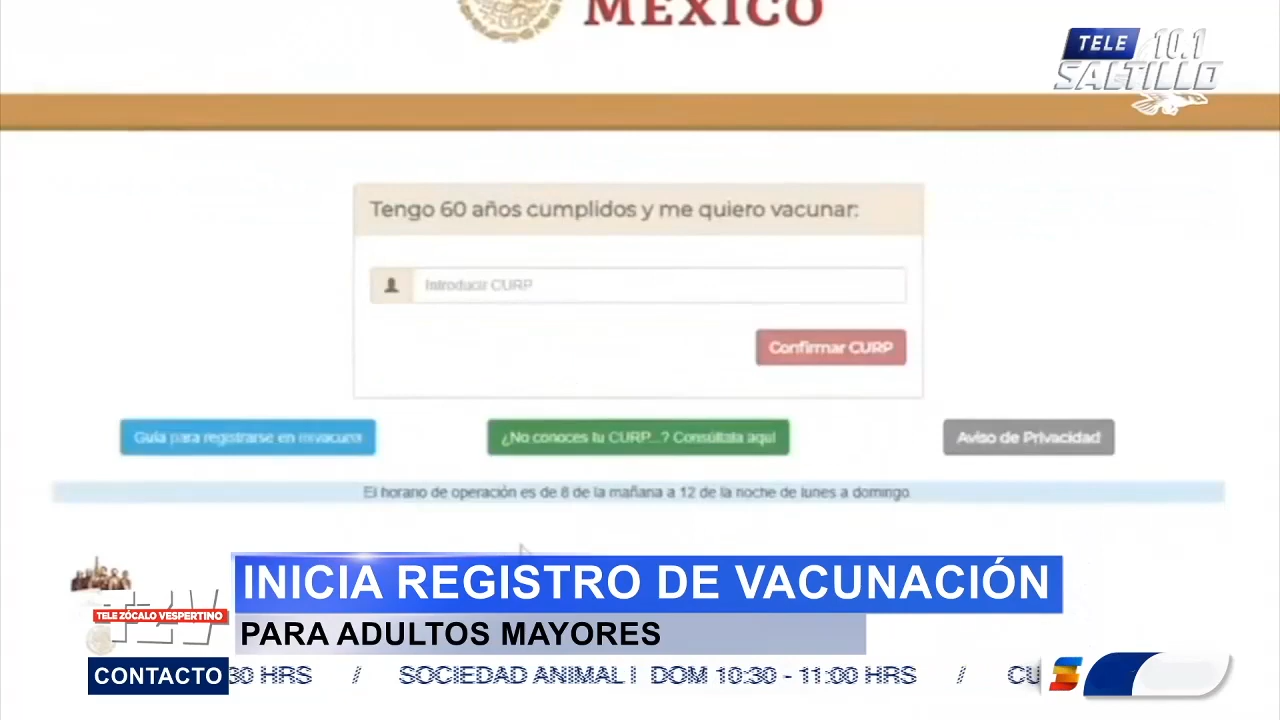 MÉXICO
TELE 10.1
SALTILLO
Tengo 60 años cumplidos y me quiero vacunar:
Introducir CURP
Confirmar CURP
Guía para registrarse en mivacuna
¿No conoces tu CURP...? Consúltala aquí
Aviso de Privacidad
El horario de operación es de 8 de la mañana a 12 de la noche de lunes a domingo.
INICIA REGISTRO DE VACUNACIÓN
TZV
TELE ZÓCALO VESPERTINO
PARA ADULTOS MAYORES
CONTACTO
30 HRS / SOCIEDAD ANIMAL | DOM 10:30 - 11:00 HRS / CU